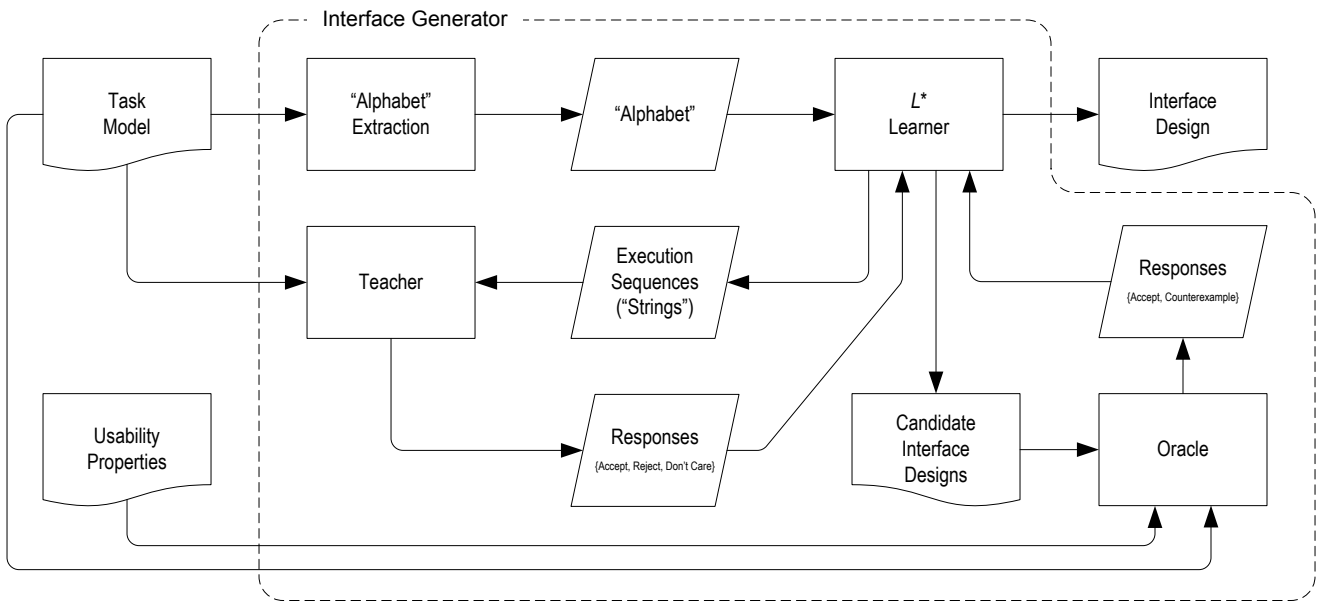 Interface Generator
Task
Model
“Alphabet”
Extraction
“Alphabet”
L*
Learner
Interface
Design
Teacher
Execution
Sequences
(“Strings”)
Responses
{Accept, Counterexample}
Usability
Properties
Responses
{Accept, Reject, Don’t Care}
Candidate
Interface
Designs
Oracle